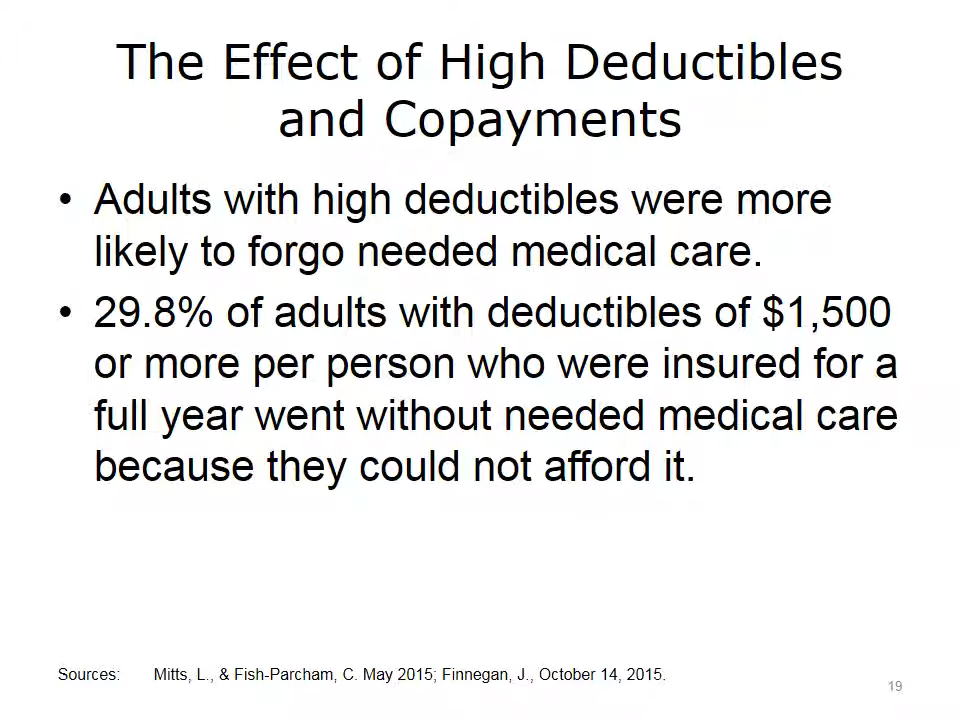 The Effect of High Deductibles
and Copayments
• Adults with high deductibles were more
likely to forgo needed medical care.
• 29.8% of adults with deductibles of $1,500
or more per person who were insured for a
full year went without needed medical care
because they could not afford it.
Sources: Mitts, L., & Fish-Parcham, C. May 2015; Finnegan, J., October 14, 2015.
19